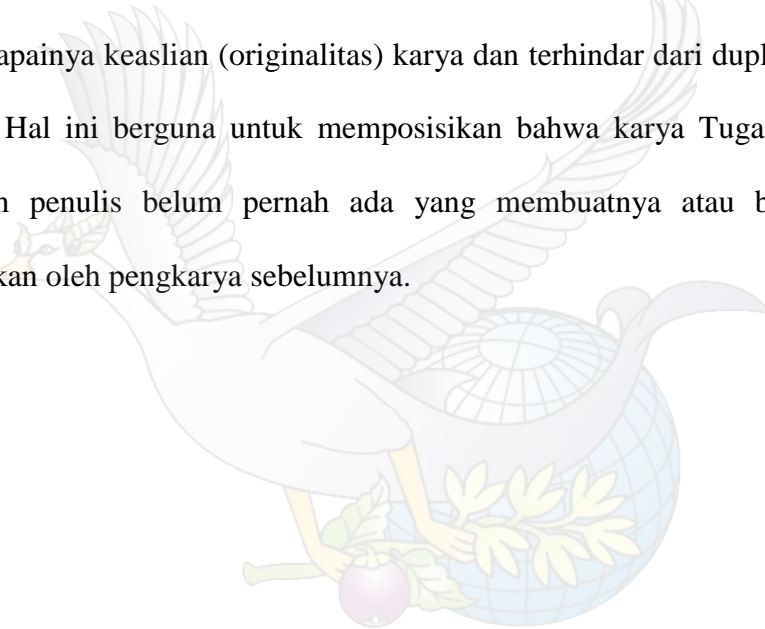 apainya keaslian (originalitas) karya dan terhindar dari dupl
Hal ini berguna untuk memposisikan bahwa karya Tuga
n penulis belum pernah ada yang membuatnya atau b
kan oleh pengkarya sebelumnya.